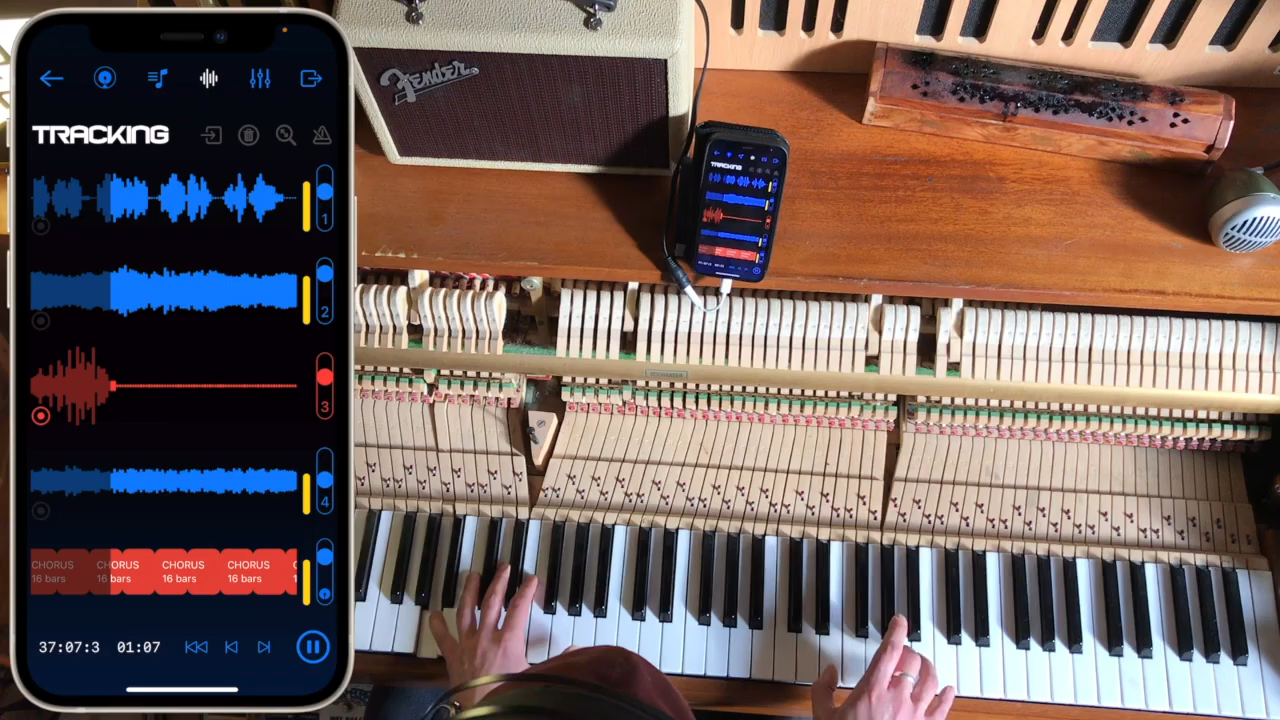 TRACKING
1
2
3
4
CHORUS CHORUS CHORUS CHORUS
16 bars 16 bars 16 bars 16 bars
37:07:3 01:07
Fender
TRACKING